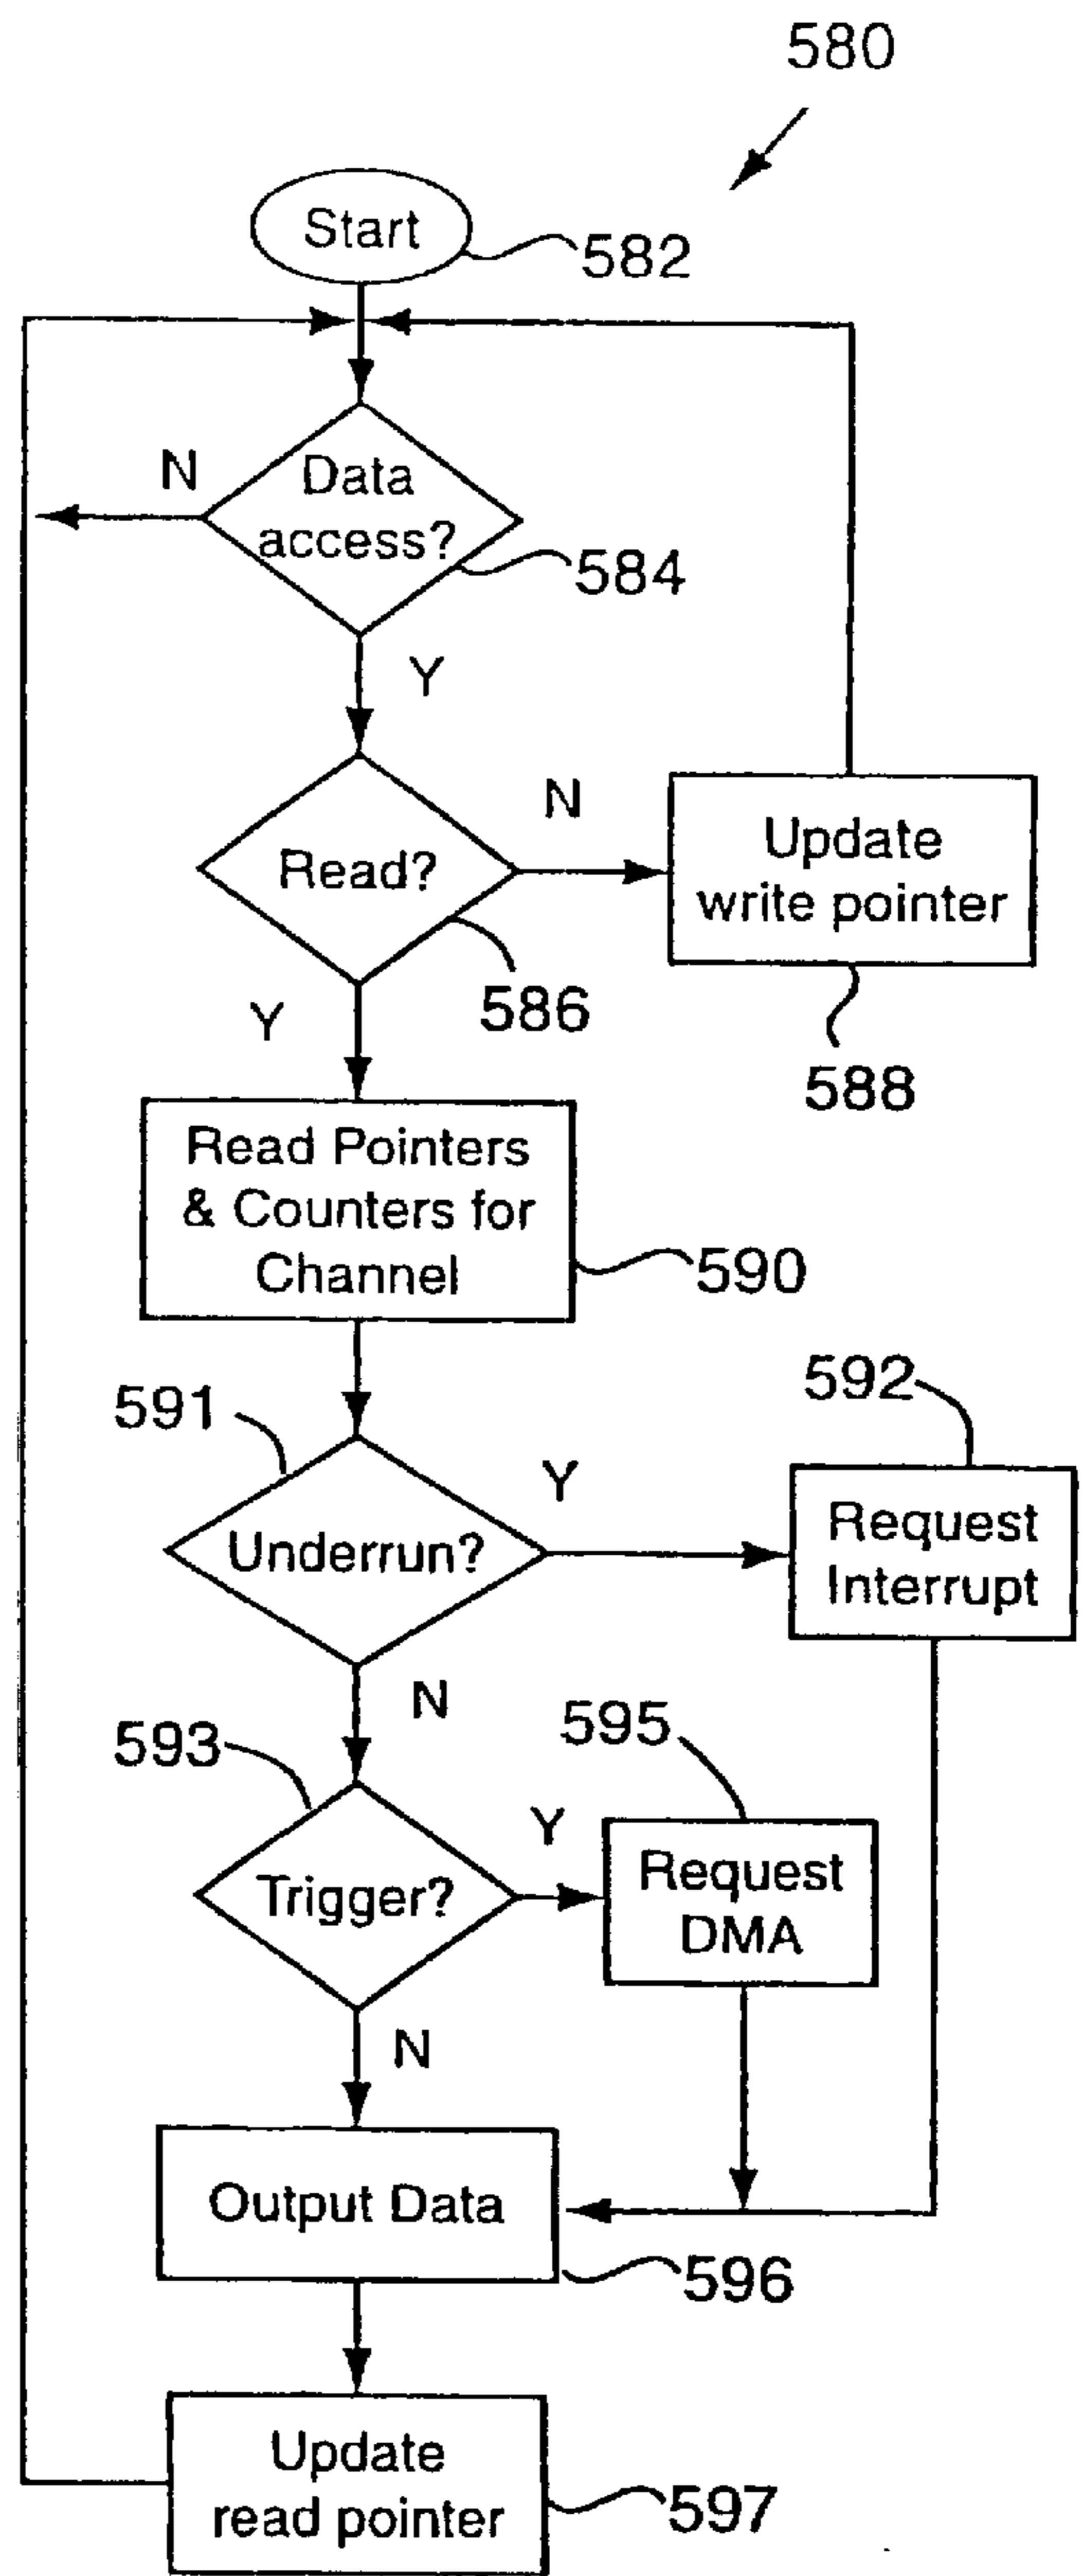 580
Start
582
N
Data
access?
584
Y
N
Read?
Update
write pointer
586
588
Y
Read Pointers
& Counters for
Channel
590
591
592
Y
Underrun?
Request
Interrupt
N
593
595
Y
Trigger?
Request
DMA
N
Output Data
596
Update
read pointer
597